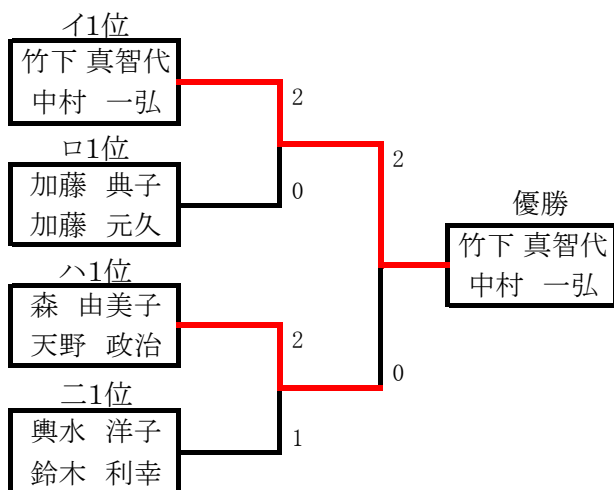 イ1位
竹下 真智代
中村 一弘
2
ロ1位
加藤 典子
加藤 元久
0
2
優勝
竹下 真智代
中村 一弘
ハ1位
森 由美子
天野 政治
2
0
ニ1位
輿水 洋子
鈴木 利幸
1